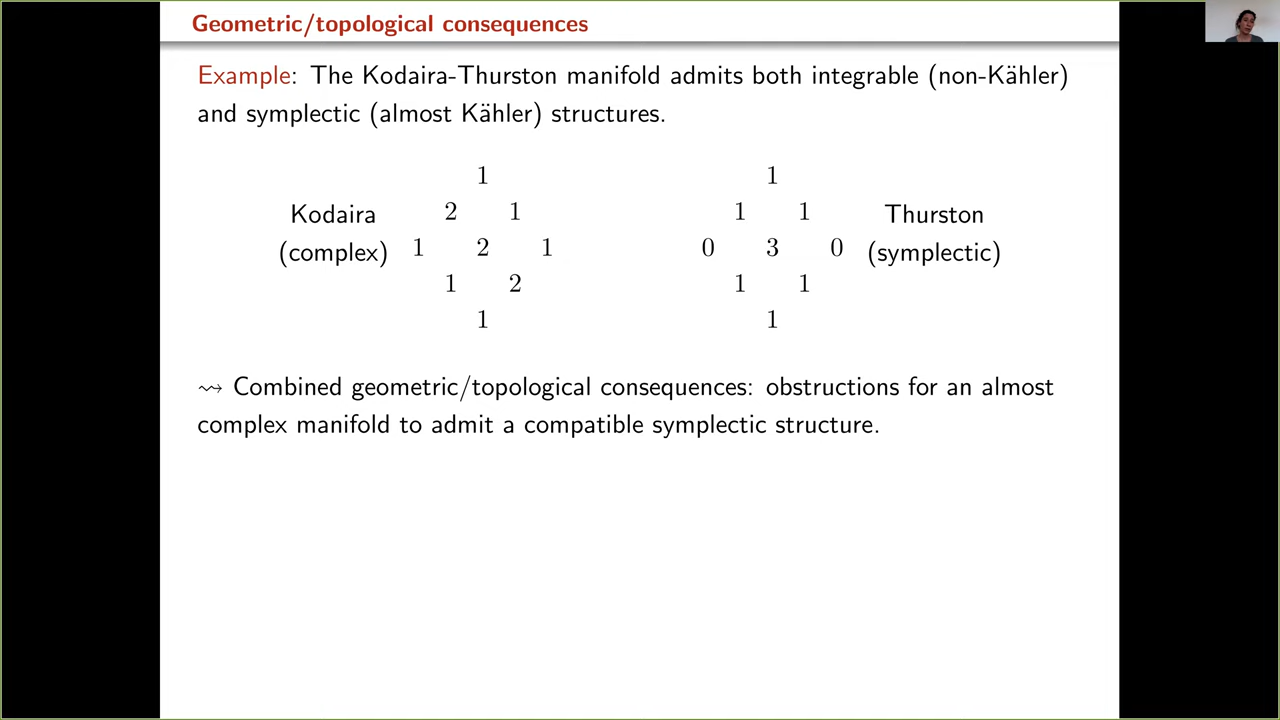 Geometric/topological consequences
Example: The Kodaira-Thurston manifold admits both integrable (non-Kähler)
and symplectic (almost Kähler) structures.
1 1
Kodaira 2 1 1 1 Thurston
(complex) 1 2 1 0 3 0 (symplectic)
1 2 1 1
1 1
⇝ Combined geometric/topological consequences: obstructions for an almost
complex manifold to admit a compatible symplectic structure.